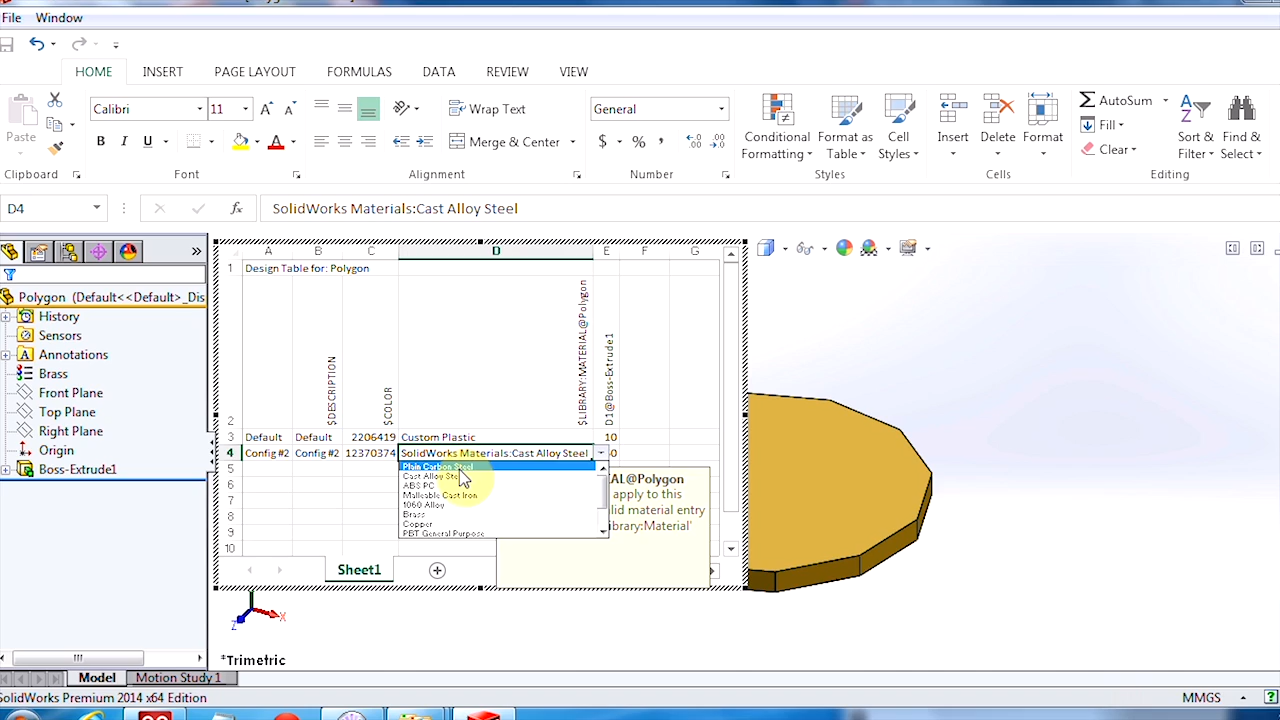 File Window
HOME INSERT PAGE LAYOUT FORMULAS DATA REVIEW VIEW
Paste
Calibri 11
B I U
Wrap Text
Merge & Center
General
$ % ,
Conditional Formatting
Format as Table
Cell Styles
Insert Delete Format
AutoSum
Fill
Clear
Sort & Filter
Find & Select
Clipboard Font Alignment Number Styles Cells Editing
D4 fx SolidWorks Materials:Cast Alloy Steel
A B C D E F G
1 Design Table for: Polygon
2 $DESCRIPTION $COLOR $LIBRARY:MATERIAL@Polygon D1@Boss-Extrude1
3 Default Default 2206419 Custom Plastic 10
4 Config #2 Config #2 12370374 SolidWorks Materials:Cast Alloy Steel
5
6
7
8
9
10
Plain Carbon Steel
Cast Alloy
ABS PC
Malleable Cast Iron
1060 Alloy
Brass
Copper
PBT General Purpose
AL@Polygon
apply to this
lid material entry
ibrary:Material'
Sheet1
Polygon (Default<<Default>_Dis
History
Sensors
Annotations
Brass
Front Plane
Top Plane
Right Plane
Origin
Boss-Extrude1
Z X
*Trimetric
Model Motion Study 1
SolidWorks Premium 2014 x64 Edition
MMGS